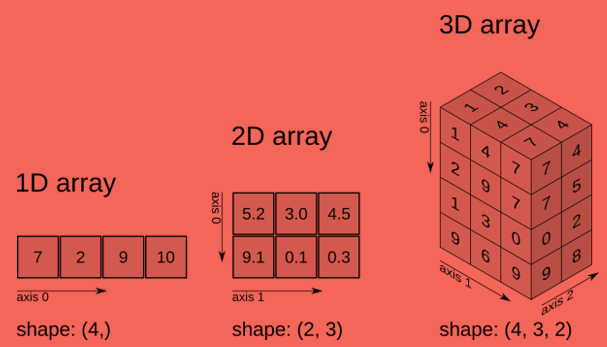 3D array
2D array
1D array
axis 0
1 2
4 3
7 4
1 4 7 7 4
2 9 7 7 5
1 3 0 0 2
9 6 9 9 8
axis 1
axis 2
axis 0
5.2 3.0 4.5
9.1 0.1 0.3
axis 1
7 2 9 10
axis 0
shape: (4,)
shape: (2, 3)
shape: (4, 3, 2)